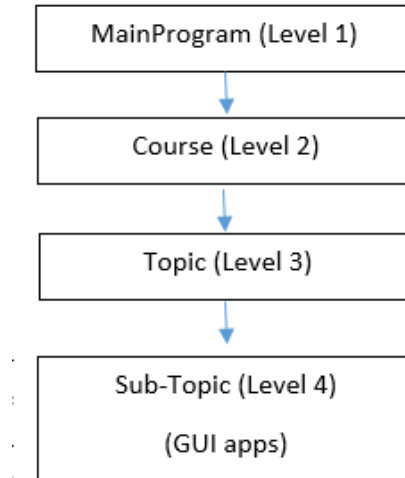 MainProgram (Level 1)
Course (Level 2)
Topic (Level 3)
Sub-Topic (Level 4)
(GUI apps)